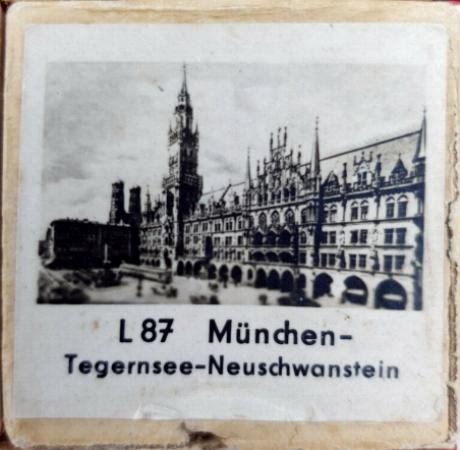 L 87 München-
Tegernsee-Neuschwanstein